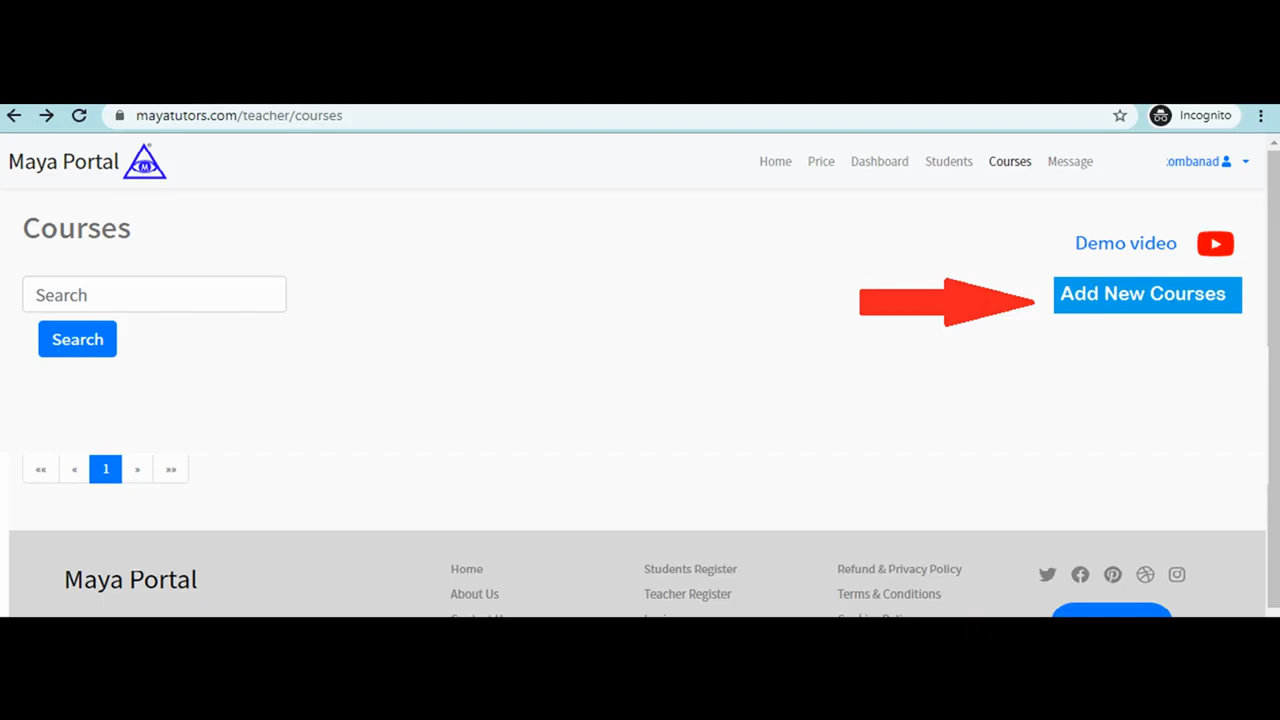 mayatutors.com/teacher/courses
Incognito
Maya Portal M
Home Price Dashboard Students Courses Message ombanad
Courses
Demo video
Search
Add New Courses
Search
«« « 1 » »»
Maya Portal
Home
About Us
Students Register
Teacher Register
Refund & Privacy Policy
Terms & Conditions